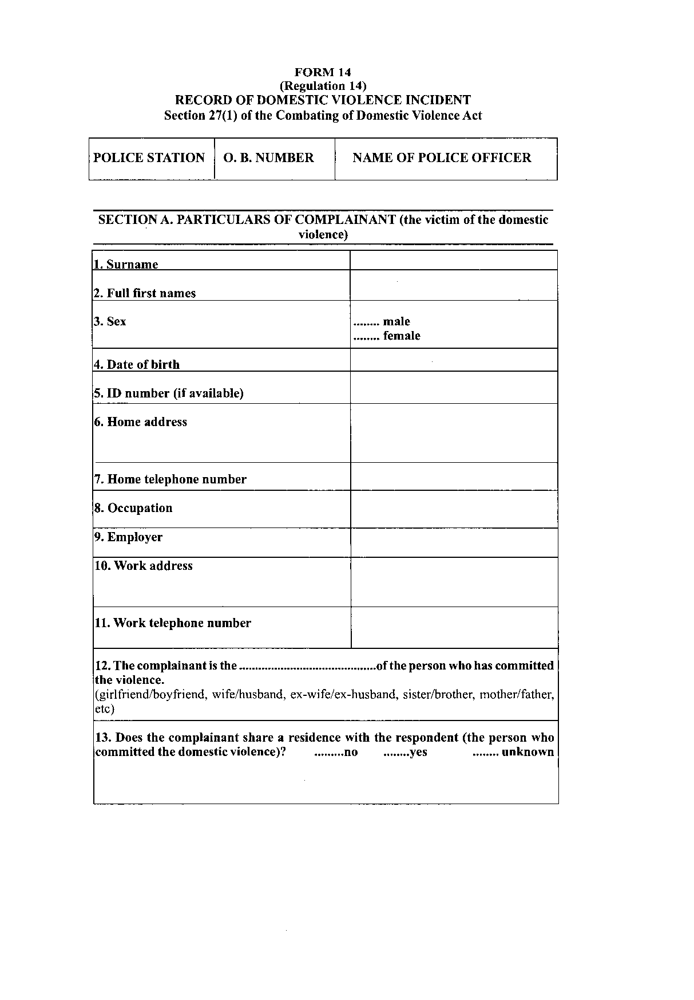 FORM 14
(Regulation 14)
RECORD OF DOMESTIC VIOLENCE INCIDENT
Section 27(1) of the Combating of Domestic Violence Act
POLICE STATION O. B. NUMBER NAME OF POLICE OFFICER
SECTION A. PARTICULARS OF COMPLAINANT (the victim of the domestic
violence)
1. Surname
2. Full first names
3. Sex ........ male
........ female
4. Date of birth
5. ID number (if available)
6. Home address
7. Home telephone number
8. Occupation
9. Employer
10. Work address
11. Work telephone number
12. The complainant is the ........................................... of the person who has committed
the violence.
(girlfriend/boyfriend, wife/husband, ex-wife/ex-husband, sister/brother, mother/father,
etc)
13. Does the complainant share a residence with the respondent (the person who
committed the domestic violence)? .........no ........yes ........ unknown